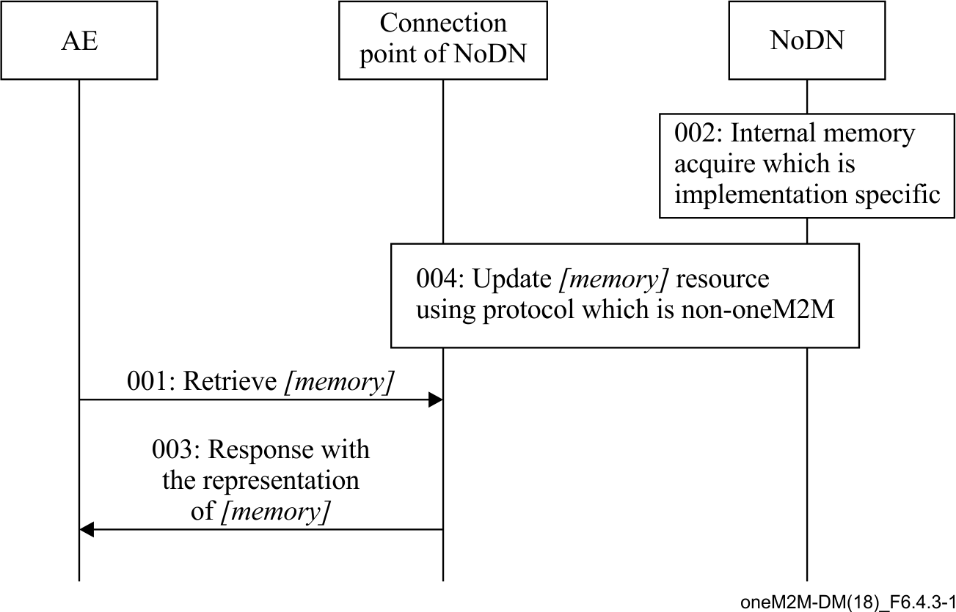 AE
Connection
point of NoDN
NoDN
002: Internal memory
acquire which is
implementation specific
004: Update [memory] resource
using protocol which is non-oneM2M
001: Retrieve [memory]
003: Response with
the representation
of [memory]
oneM2M-DM(18)_F6.4.3-1